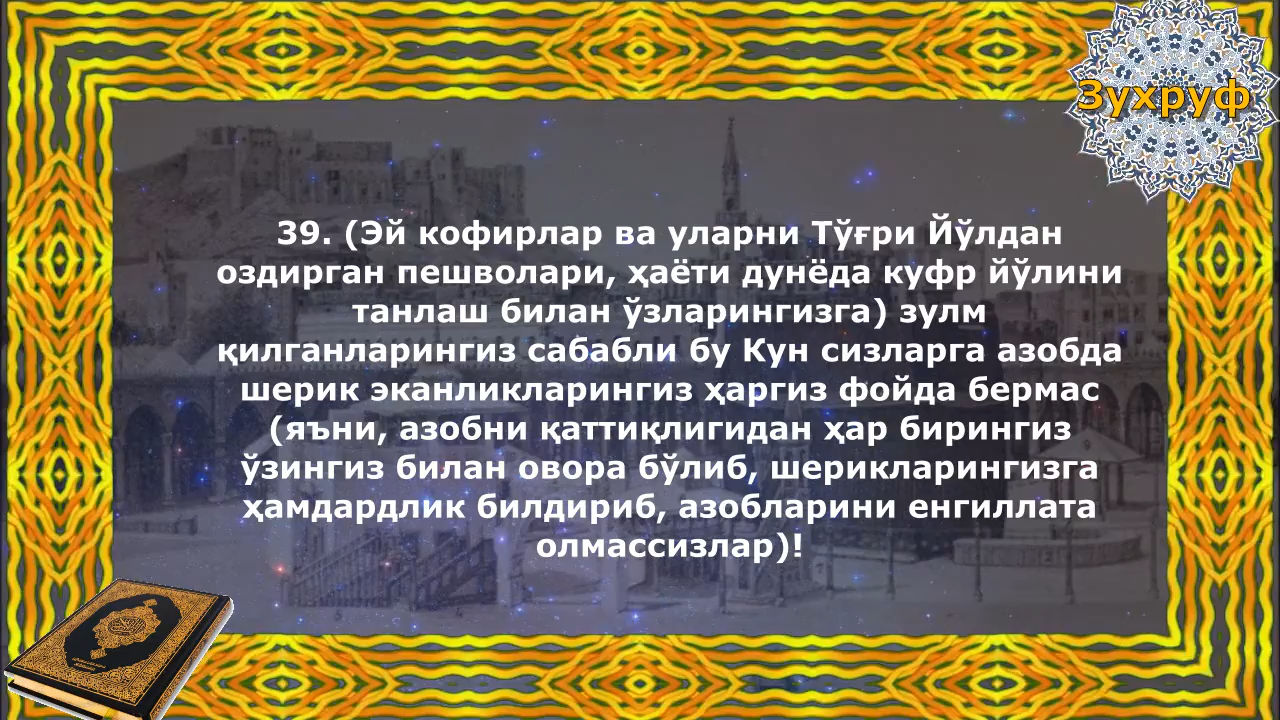 Зухруф
39. (Эй кофирлар ва уларни Тўғри Йўлдан
оздирган пешволари, ҳаёти дунёда куфр йўлини
танлаш билан ўзларингизга) зулм
қилганларингиз сабабли бу Кун сизларга азобда
шерик эканликларингиз ҳаргиз фойда бермас
(яъни, азобни қаттиқлигидан ҳар бирингиз
ўзингиз билан овора бўлиб, шерикларингизга
ҳамдардлик билдириб, азобларини енгиллата
олмассизлар)!